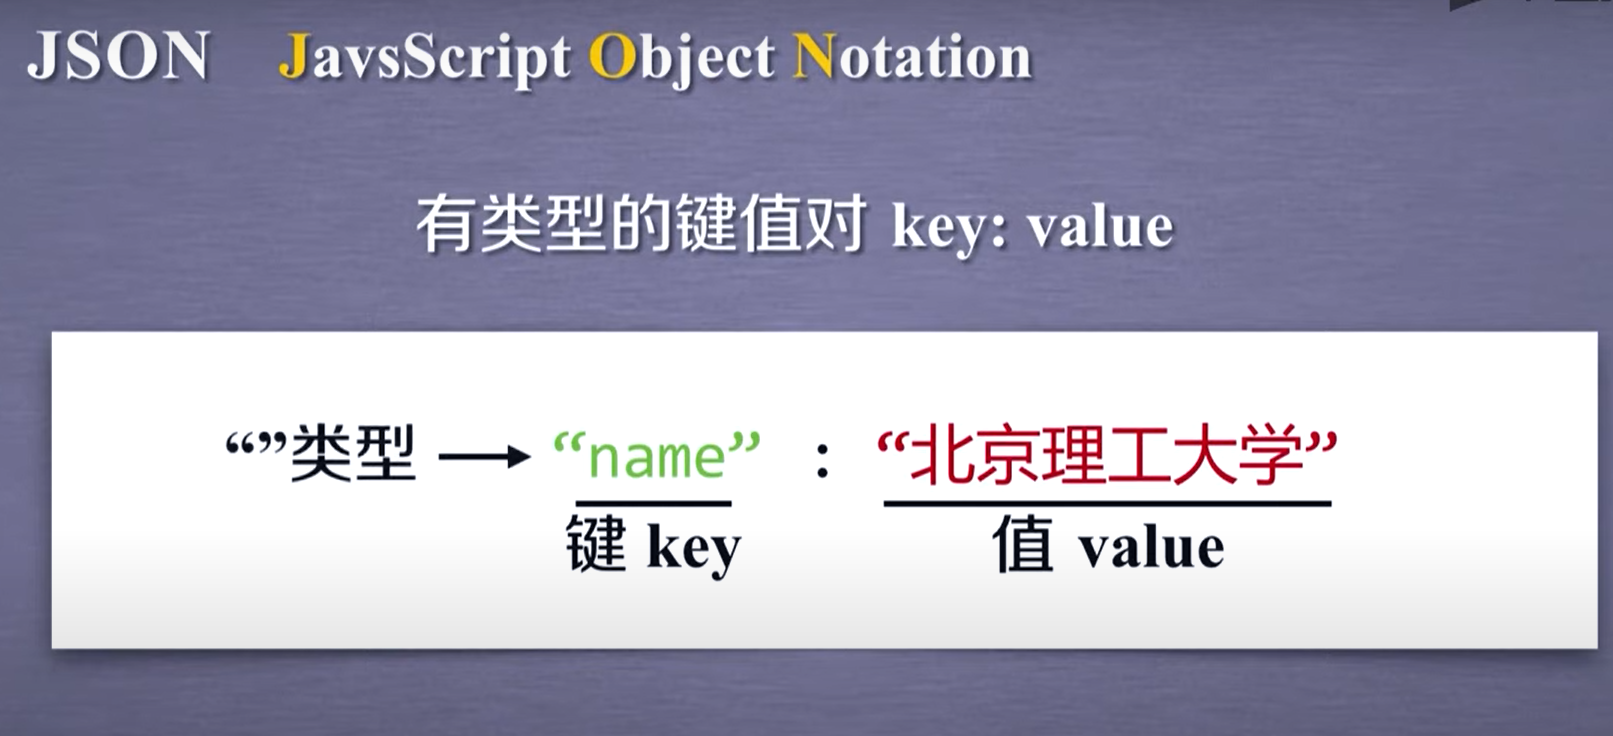 JSON JavsScript Object Notation
有类型的键值对 key: value
“”类型 “name” : “北京理工大学”
键 key 值 value